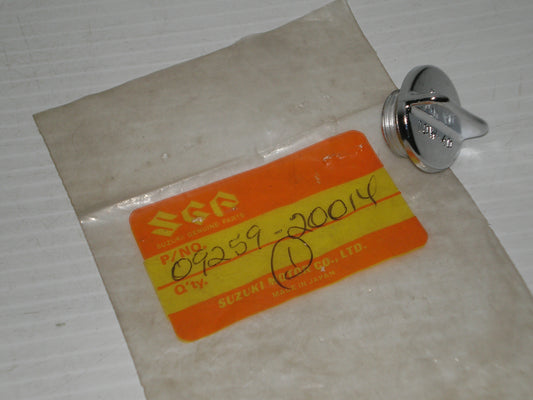 SGP
SUZUKI GENUINE PARTS
P/NO. 09259-20014
Q'ty. 1
SUZUKI MOTOR CO., LTD.
MADE IN JAPAN